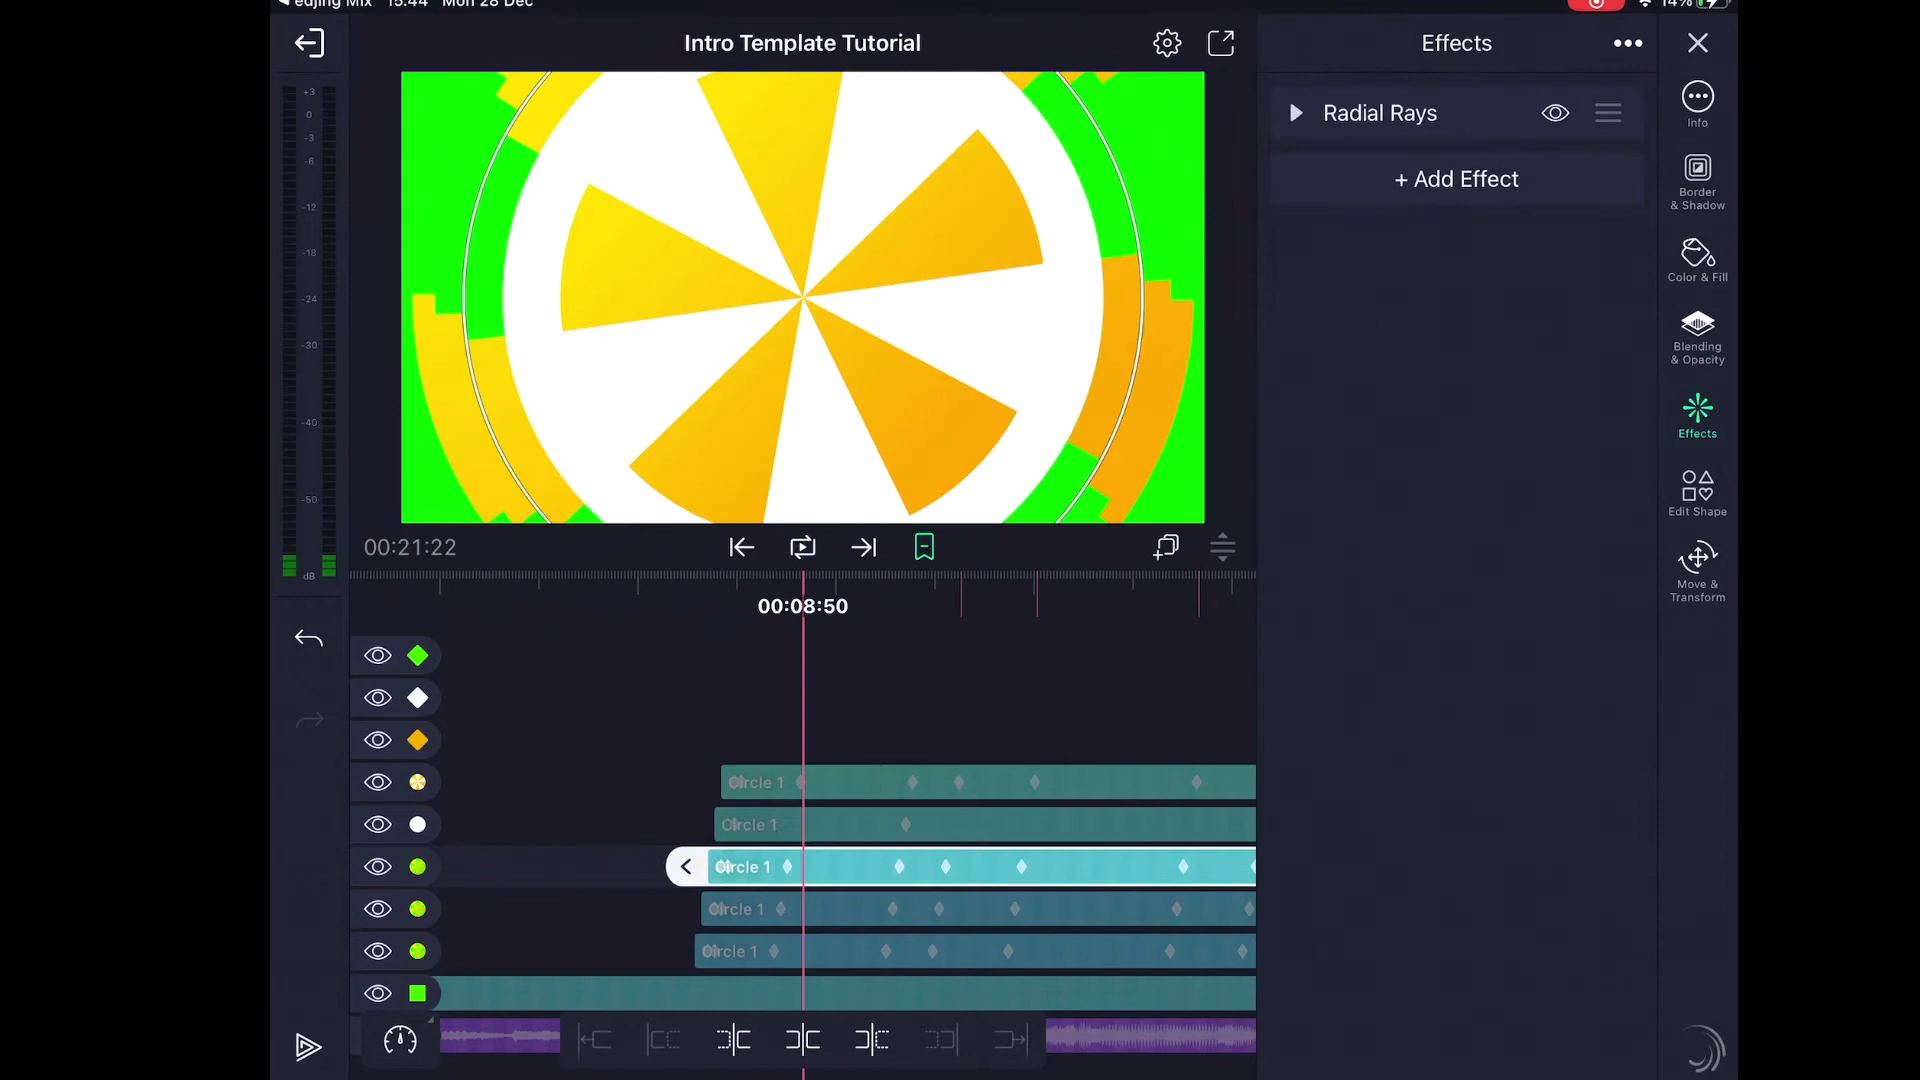 edjing Mix 15:44 Mon 28 Dec
14%
Intro Template Tutorial
Effects
Radial Rays
+ Add Effect
Info
Border
& Shadow
Color & Fill
Blending
& Opacity
Effects
Edit Shape
Move &
Transform
+3
0
-3
-6
-12
-18
-24
-30
-40
-50
dB
00:21:22
00:08:50
Circle 1
Circle 1
Circle 1
Circle 1
Circle 1